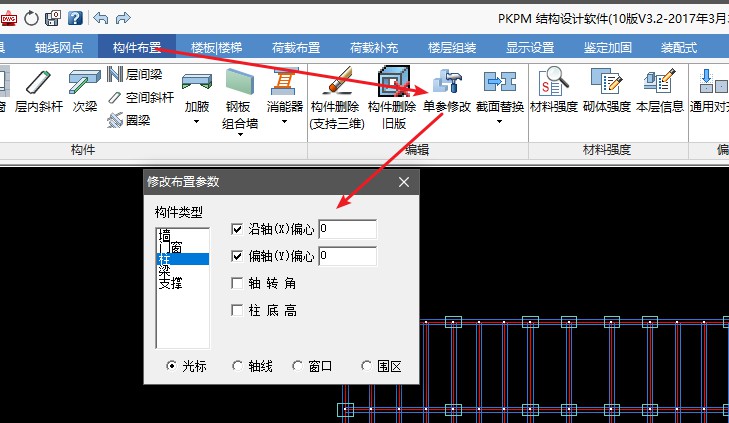 DWG
PKPM 结构设计软件(10版V3.2-2017年3月
轴线网点 构件布置 楼板|楼梯 荷载布置 荷载补充 楼层组装 显示设置 鉴定加固 装配式
层间梁
空间斜杆
圈梁
层内斜杆 次梁 加腋 钢板 消能器 构件删除 构件删除 单参修改 截面替换 材料强度 砌体强度 本层信息 通用对
组合墙 (支持三维) 旧版
构件 编辑 材料强度 偏
修改布置参数
构件类型
墙
门窗
柱
梁
支撑
沿轴(X)偏心 0
偏轴(Y)偏心 0
轴 转 角
柱 底 高
光标 轴线 窗口 围区